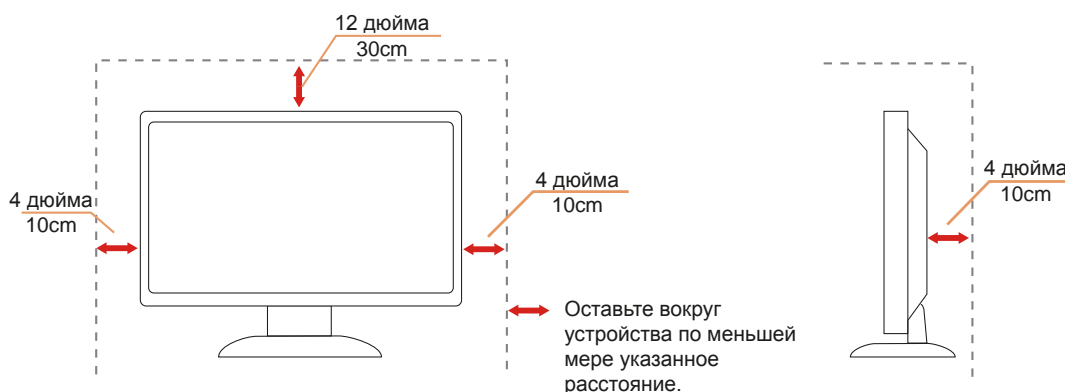 12 дюйма
30cm
4 дюйма
10cm
4 дюйма
10cm
4 дюйма
10cm
Оставьте вокруг
устройства по меньшей
мере указанное
расстояние.